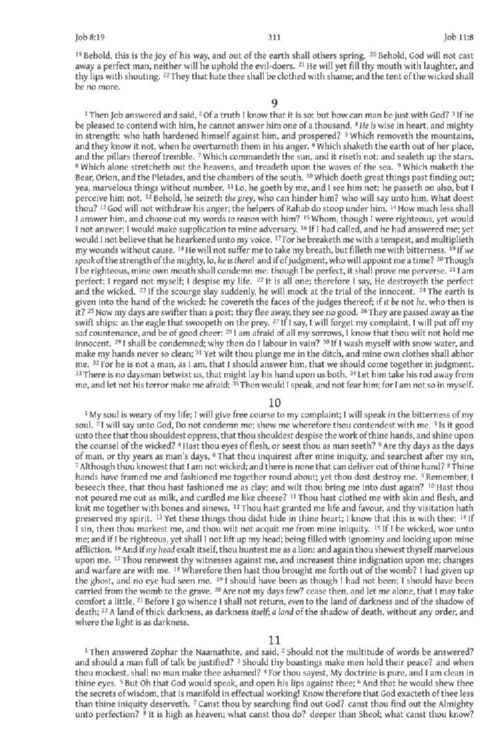 Job 8:19 311 Job 11:8
19 Behold, this is the joy of his way, and out of the earth shall others spring. 20 Behold, God will not cast
away a perfect man, neither will he uphold the evil-doers. 21 He will yet fill thy mouth with laughter, and
thy lips with shouting. 22 They that hate thee shall be clothed with shame; and the tent of the wicked shall
be no more.
9
1 Then Job answered and said, 2 Of a truth I know that it is so: but how can man be just with God? 3 If he
be pleased to contend with him, he cannot answer him one of a thousand. 4 He is wise in heart, and mighty
in strength: who hath hardened himself against him, and prospered? 5 Which removeth the mountains,
and they know it not, when he overturneth them in his anger. 6 Which shaketh the earth out of her place,
and the pillars thereof tremble. 7 Which commandeth the sun, and it riseth not; and sealeth up the stars.
8 Which alone stretcheth out the heavens, and treadeth upon the waves of the sea. 9 Which maketh the
Bear, Orion, and the Pleiades, and the chambers of the south. 10 Which doeth great things past finding out;
yea, marvelous things without number. 11 Lo, he goeth by me, and I see him not: he passeth on also, but I
perceive him not. 12 Behold, he seizeth the prey, who can hinder him? who will say unto him, What doest
thou? 13 God will not withdraw his anger; the helpers of Rahab do stoop under him. 14 How much less shall
I answer him, and choose out my words to reason with him? 15 Whom, though I were righteous, yet would
I not answer; I would make supplication to mine adversary. 16 If I had called, and he had answered me; yet
would I not believe that he hearkened unto my voice. 17 For he breaketh me with a tempest, and multiplieth
my wounds without cause. 18 He will not suffer me to take my breath, but filleth me with bitterness. 19 If we
speak of the strength of the mighty, lo, he is there! and if of judgment, who will appoint me a time? 20 Though
I be righteous, mine own mouth shall condemn me: though I be perfect, it shall prove me perverse. 21 I am
perfect; I regard not myself; I despise my life. 22 It is all one; therefore I say, He destroyeth the perfect
and the wicked. 23 If the scourge slay suddenly, he will mock at the trial of the innocent. 24 The earth is
given into the hand of the wicked: he covereth the faces of the judges thereof; if it be not he, who then is
it? 25 Now my days are swifter than a post: they flee away, they see no good. 26 They are passed away as the
swift ships: as the eagle that swoopeth on the prey. 27 If I say, I will forget my complaint, I will put off my
sad countenance, and be of good cheer: 28 I am afraid of all my sorrows, I know that thou wilt not hold me
innocent. 29 I shall be condemned; why then do I labour in vain? 30 If I wash myself with snow water, and
make my hands never so clean; 31 Yet wilt thou plunge me in the ditch, and mine own clothes shall abhor
me. 32 For he is not a man, as I am, that I should answer him, that we should come together in judgment.
33 There is no daysman betwixt us, that might lay his hand upon us both. 34 Let him take his rod away from
me, and let not his terror make me afraid: 35 Then would I speak, and not fear him; for I am not so in myself.
10
1 My soul is weary of my life; I will give free course to my complaint; I will speak in the bitterness of my
soul. 2 I will say unto God, Do not condemn me; shew me wherefore thou contendest with me. 3 Is it good
unto thee that thou shouldest oppress, that thou shouldest despise the work of thine hands, and shine upon
the counsel of the wicked? 4 Hast thou eyes of flesh, or seest thou as man seeth? 5 Are thy days as the days
of man, or thy years as man's days, 6 That thou inquirest after mine iniquity, and searchest after my sin,
7 Although thou knowest that I am not wicked; and there is none that can deliver out of thine hand? 8 Thine
hands have framed me and fashioned me together round about; yet thou dost destroy me. 9 Remember, I
beseech thee, that thou hast fashioned me as clay; and wilt thou bring me into dust again? 10 Hast thou
not poured me out as milk, and curdled me like cheese? 11 Thou hast clothed me with skin and flesh, and
knit me together with bones and sinews. 12 Thou hast granted me life and favour, and thy visitation hath
preserved my spirit. 13 Yet these things thou didst hide in thine heart; I know that this is with thee: 14 If
I sin, then thou markest me, and thou wilt not acquit me from mine iniquity. 15 If I be wicked, woe unto
me; and if I be righteous, yet shall I not lift up my head; being filled with ignominy and looking upon mine
affliction. 16 And if my head exalt itself, thou huntest me as a lion: and again thou shewest thyself marvelous
upon me. 17 Thou renewest thy witnesses against me, and increasest thine indignation upon me; changes
and warfare are with me. 18 Wherefore then hast thou brought me forth out of the womb? I had given up
the ghost, and no eye had seen me. 19 I should have been as though I had not been; I should have been
carried from the womb to the grave. 20 Are not my days few? cease then, and let me alone, that I may take
comfort a little, 21 Before I go whence I shall not return, even to the land of darkness and of the shadow of
death; 22 A land of thick darkness, as darkness itself; a land of the shadow of death, without any order, and
where the light is as darkness.
11
1 Then answered Zophar the Naamathite, and said, 2 Should not the multitude of words be answered?
and should a man full of talk be justified? 3 Should thy boastings make men hold their peace? and when
thou mockest, shall no man make thee ashamed? 4 For thou sayest, My doctrine is pure, and I am clean in
thine eyes. 5 But Oh that God would speak, and open his lips against thee; 6 And that he would shew thee
the secrets of wisdom, that it is manifold in effectual working! Know therefore that God exacteth of thee less
than thine iniquity deserveth. 7 Canst thou by searching find out God? canst thou find out the Almighty
unto perfection? 8 It is high as heaven; what canst thou do? deeper than Sheol; what canst thou know?